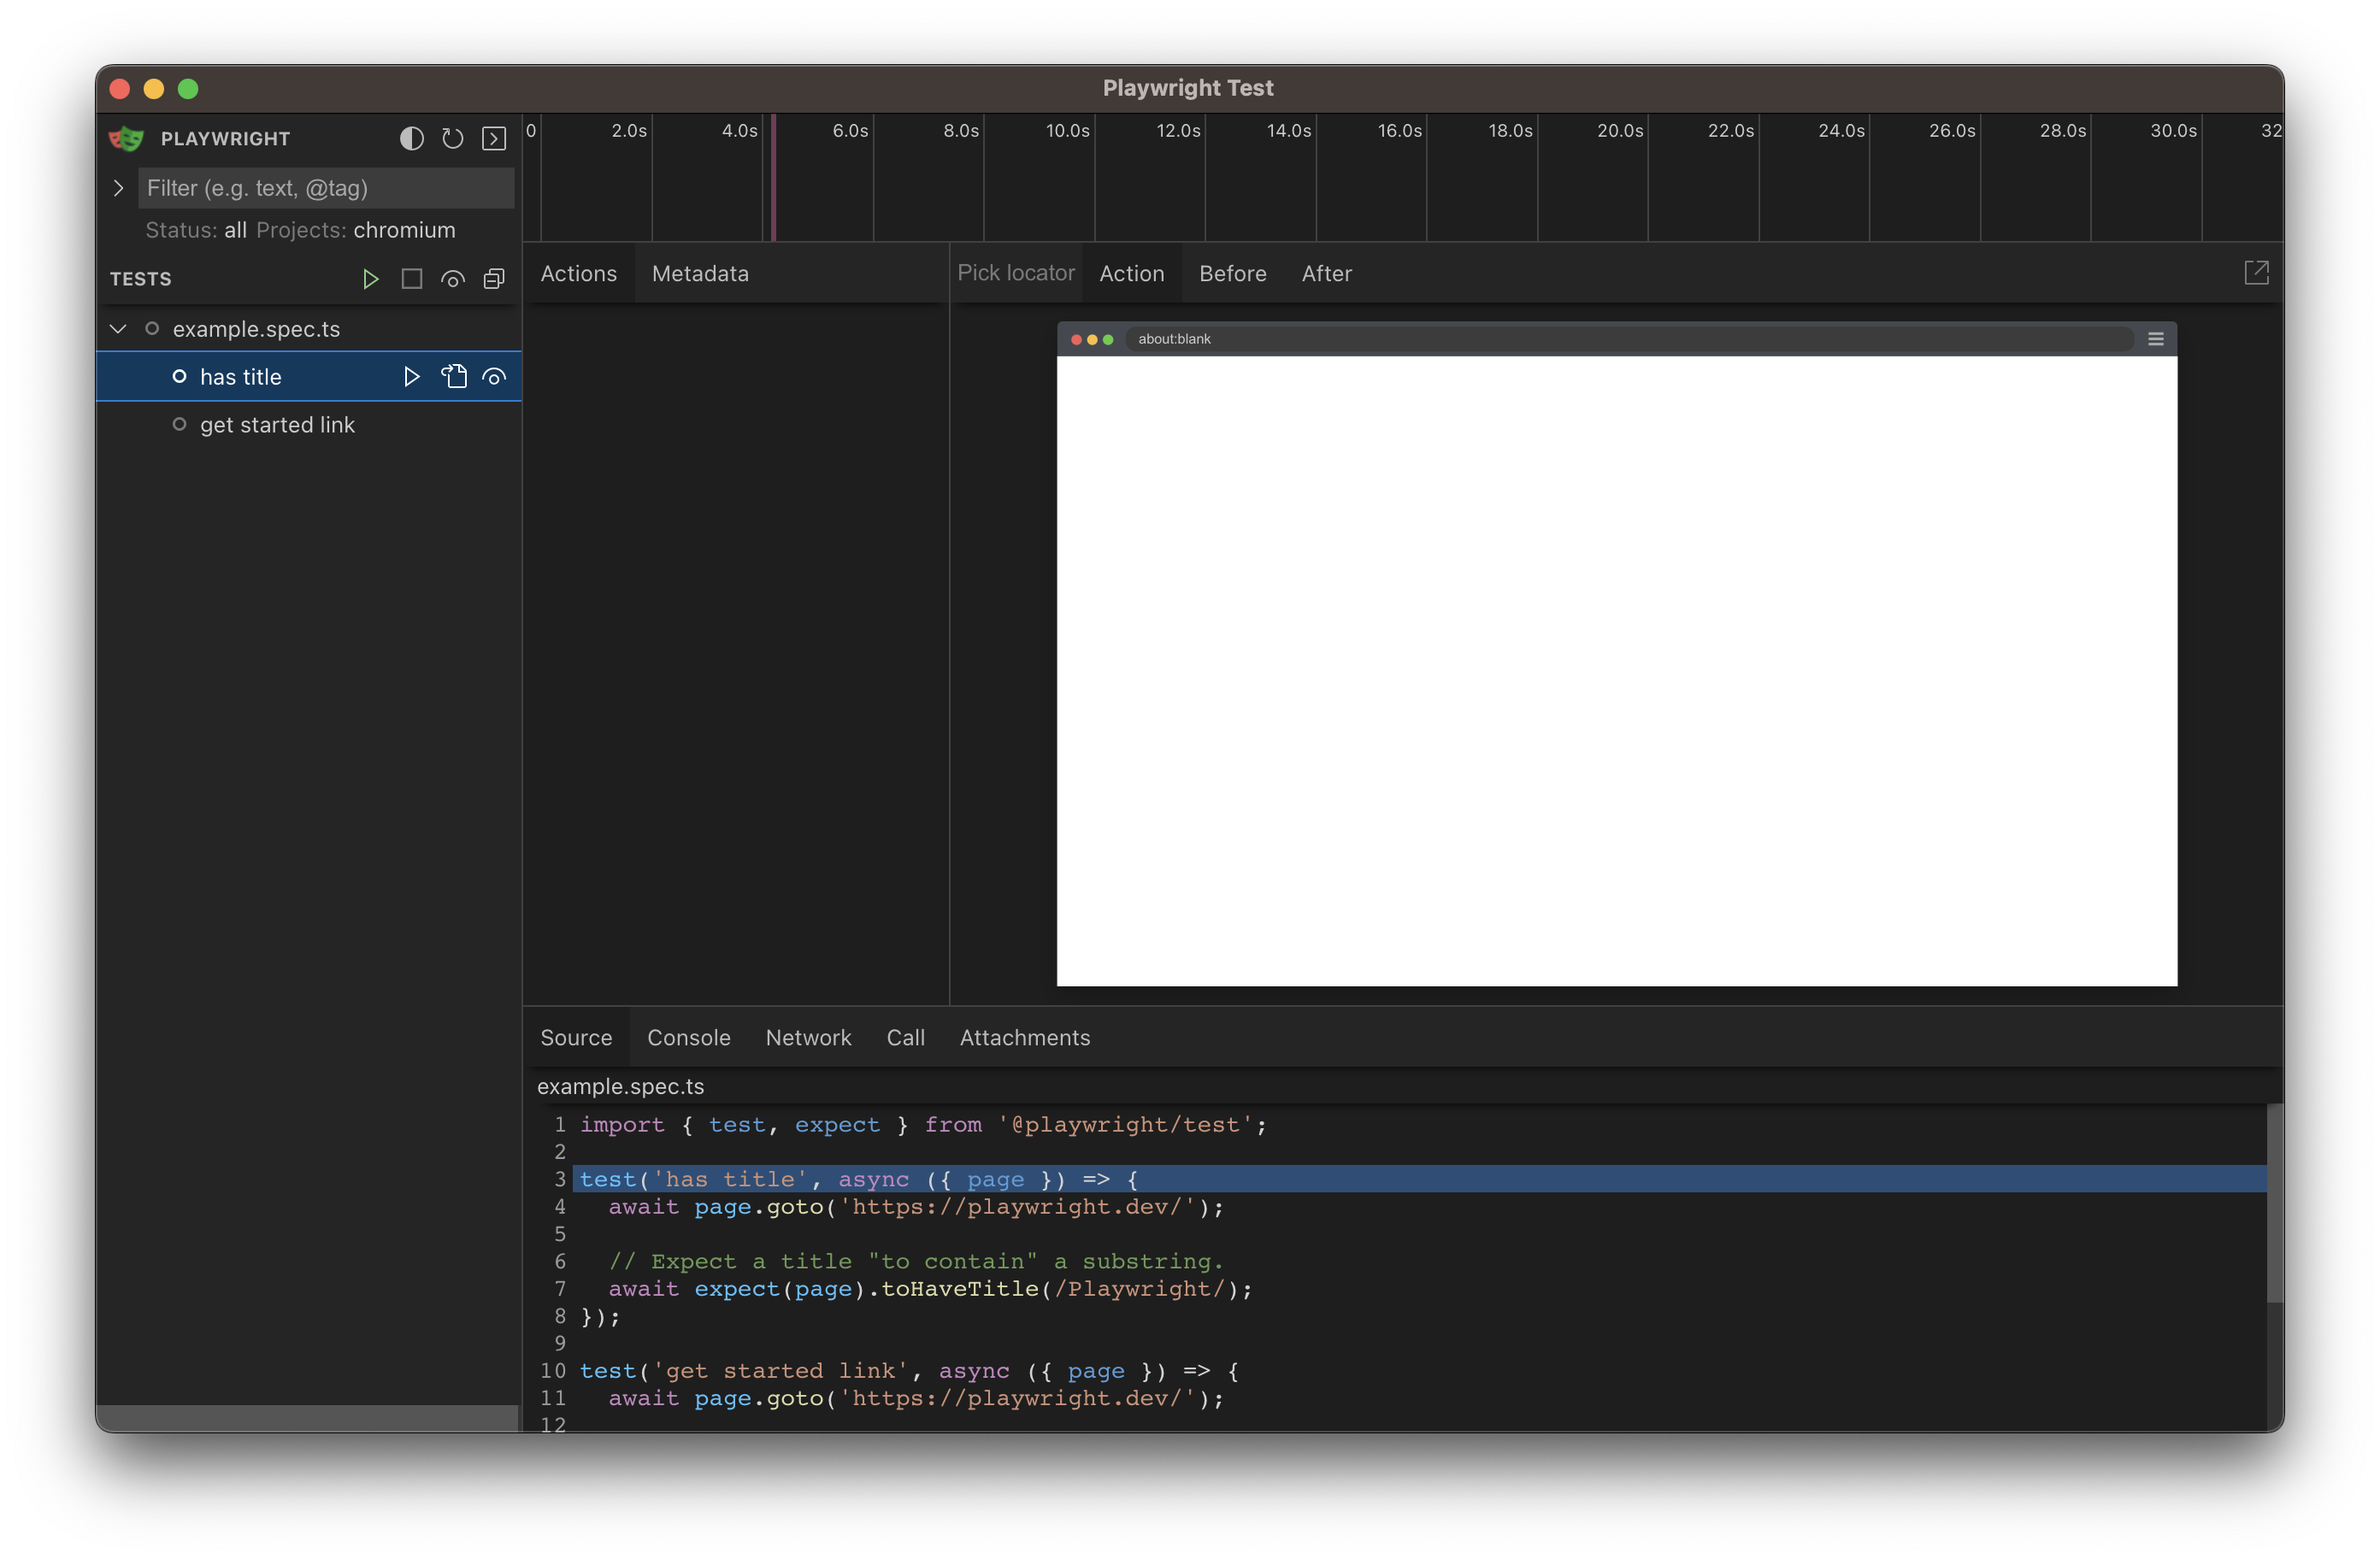 Playwright Test
PLAYWRIGHT
Filter (e.g. text, @tag)
Status: all Projects: chromium
TESTS
example.spec.ts
has title
get started link
0 2.0s 4.0s 6.0s 8.0s 10.0s 12.0s 14.0s 16.0s 18.0s 20.0s 22.0s 24.0s 26.0s 28.0s 30.0s 32
Actions Metadata
Pick locator Action Before After
about:blank
Source Console Network Call Attachments
example.spec.ts
1 import { test, expect } from '@playwright/test';
2
3 test('has title', async ({ page }) => {
4   await page.goto('https://playwright.dev/');
5
6   // Expect a title "to contain" a substring.
7   await expect(page).toHaveTitle(/Playwright/);
8 });
9
10 test('get started link', async ({ page }) => {
11   await page.goto('https://playwright.dev/');
12